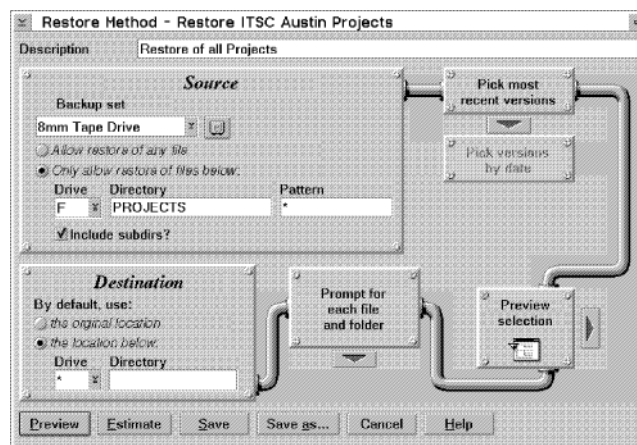 Restore Method - Restore ITSC Austin Projects
Description
Restore of all Projects
Source
Backup set
8mm Tape Drive
Allow restore of any file
Only allow restore of files below:
Drive Directory Pattern
F PROJECTS *
Include subdirs?
Pick most
recent versions
Pick versions
by date
Destination
By default, use:
the orginal location
the location below:
Drive Directory
*
Prompt for
each file
and folder
Preview
selection
Preview Estimate Save Save as... Cancel Help